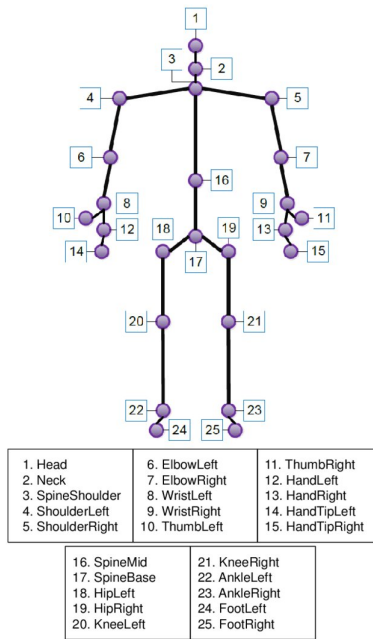 1
3
2
4
5
6
7
16
8
9
10
11
12
13
14
15
18
19
17
20
21
22
23
24
25
1. Head
2. Neck
3. SpineShoulder
4. ShoulderLeft
5. ShoulderRight
6. ElbowLeft
7. ElbowRight
8. WristLeft
9. WristRight
10. ThumbLeft
11. ThumbRight
12. HandLeft
13. HandRight
14. HandTipLeft
15. HandTipRight
16. SpineMid
17. SpineBase
18. HipLeft
19. HipRight
20. KneeLeft
21. KneeRight
22. AnkleLeft
23. AnkleRight
24. FootLeft
25. FootRight